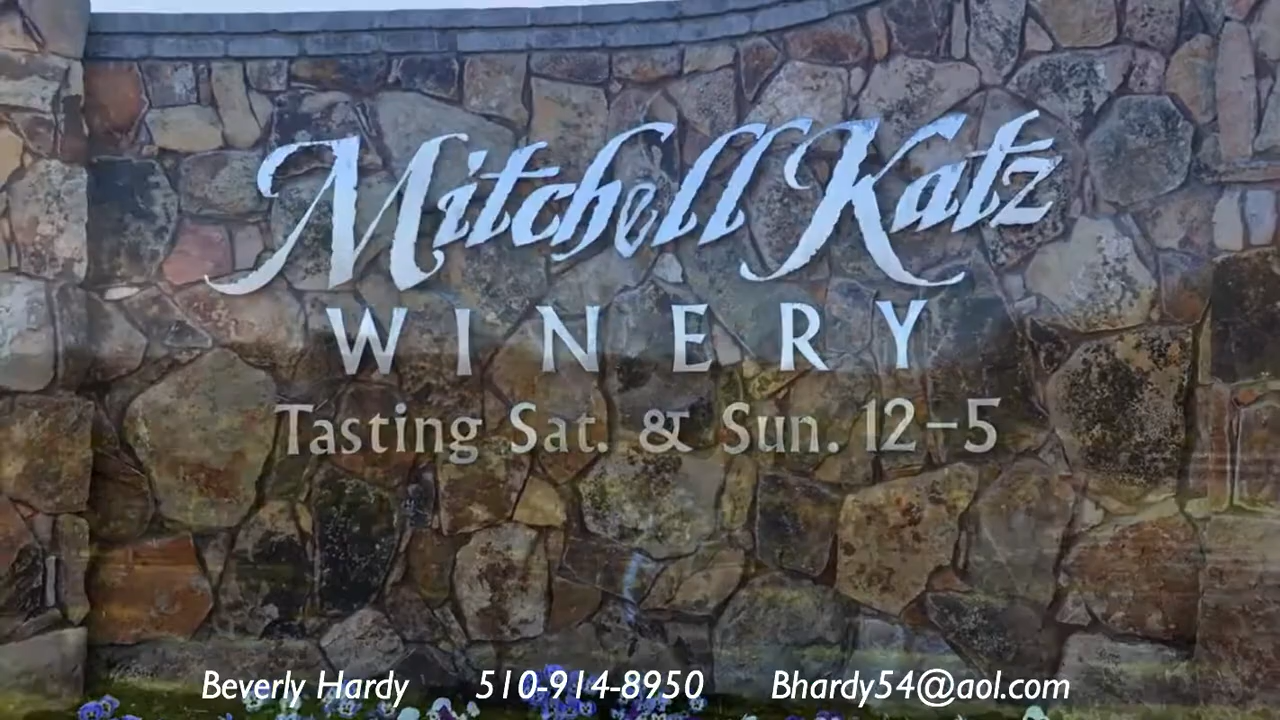 Mitchell Katz
WINERY
Tasting Sat. & Sun. 12-5
Beverly Hardy 510-914-8950 Bhardy54@aol.com